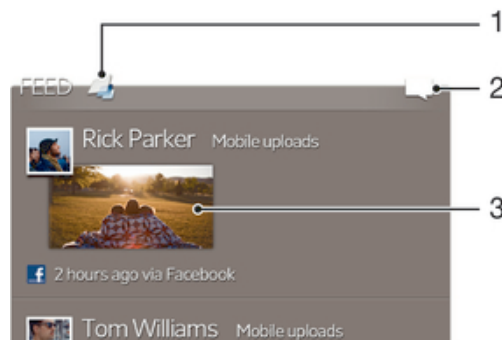 1
FEED
2
Rick Parker Mobile uploads
3
f 2 hours ago via Facebook
Tom Williams Mobile uploads